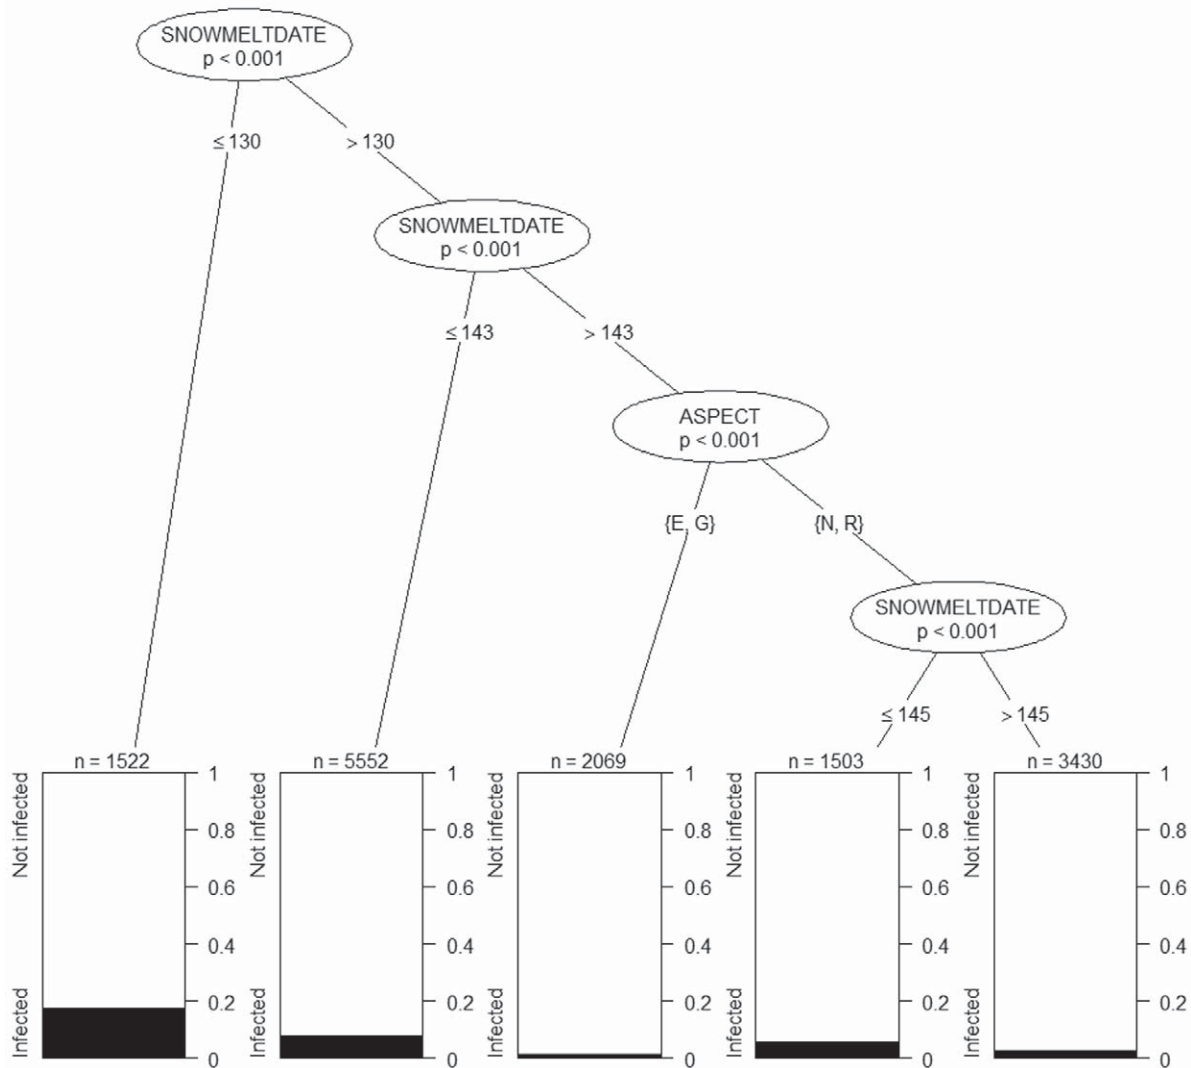 SNOWMELTDATE
p < 0.001
≤ 130
> 130
SNOWMELTDATE
p < 0.001
≤ 143
> 143
ASPECT
p < 0.001
{E, G}
{N, R}
SNOWMELTDATE
p < 0.001
≤ 145
> 145
n = 1522
Not infected
Infected
1
0.8
0.6
0.4
0.2
0
n = 5552
Not infected
Infected
1
0.8
0.6
0.4
0.2
0
n = 2069
Not infected
Infected
1
0.8
0.6
0.4
0.2
0
n = 1503
Not infected
Infected
1
0.8
0.6
0.4
0.2
0
n = 3430
Not infected
Infected
1
0.8
0.6
0.4
0.2
0